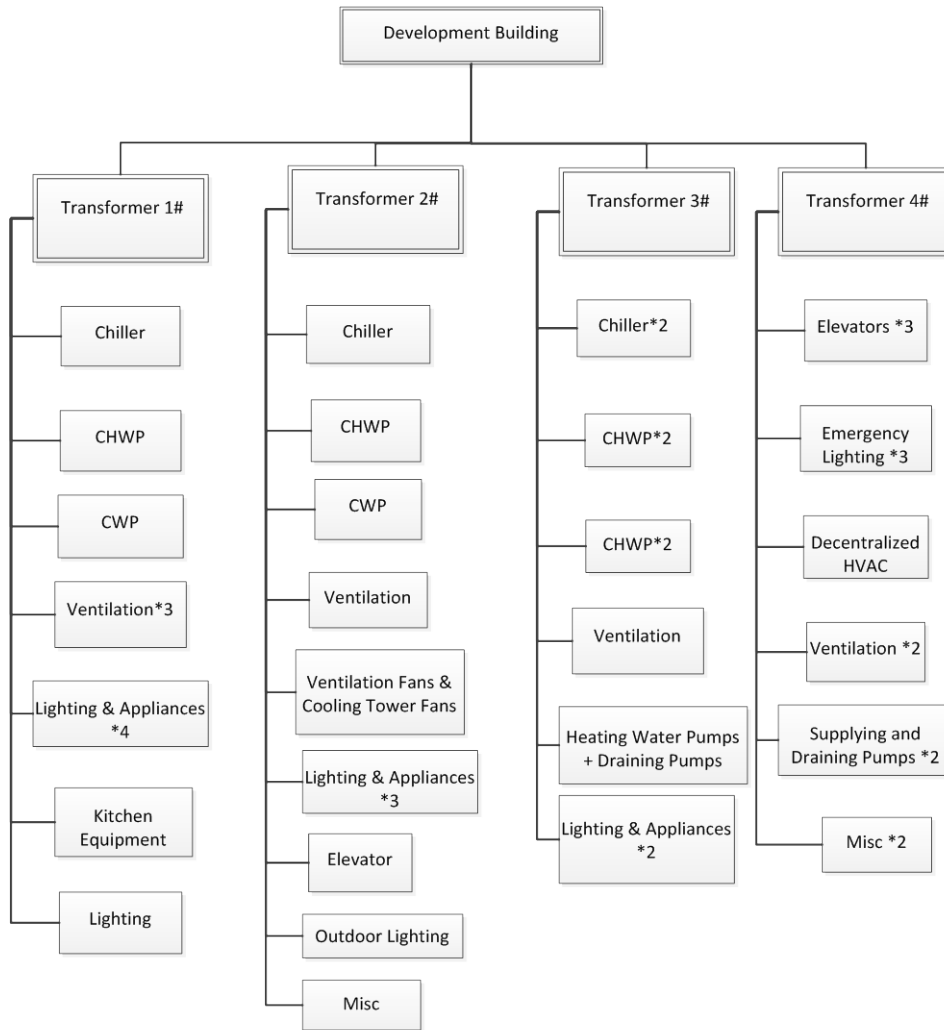 Development Building
Transformer 1#
Chiller
CHWP
CWP
Ventilation*3
Lighting & Appliances
*4
Kitchen
Equipment
Lighting
Transformer 2#
Chiller
CHWP
CWP
Ventilation
Ventilation Fans &
Cooling Tower Fans
Lighting & Appliances
*3
Elevator
Outdoor Lighting
Misc
Transformer 3#
Chiller*2
CHWP*2
CHWP*2
Ventilation
Heating Water Pumps
+ Draining Pumps
Lighting & Appliances
*2
Transformer 4#
Elevators *3
Emergency
Lighting *3
Decentralized
HVAC
Ventilation *2
Supplying and
Draining Pumps *2
Misc *2